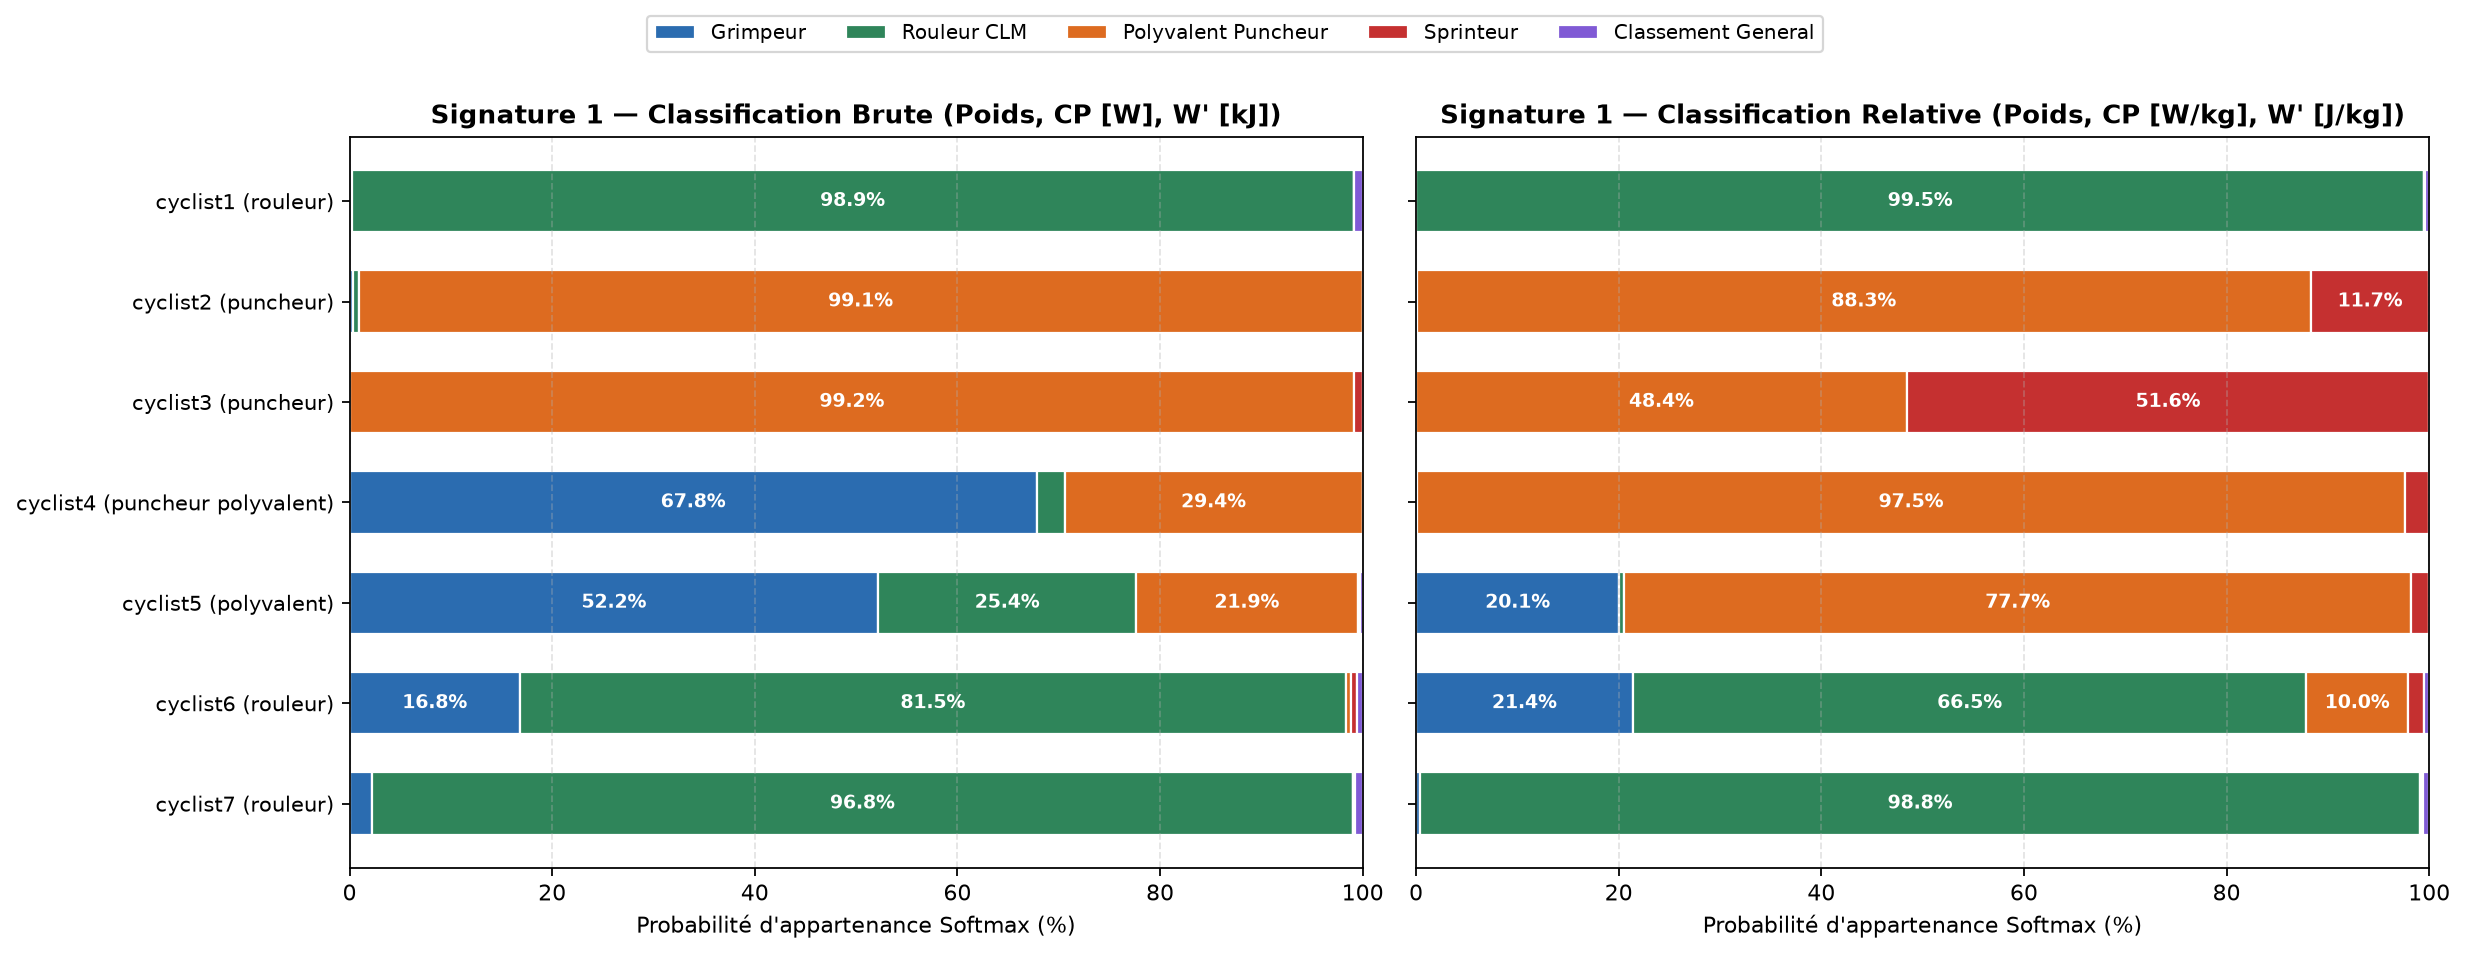 Grimpeur Rouleur CLM Polyvalent Puncheur Sprinteur Classement General
Signature 1 — Classification Brute (Poids, CP [W], W' [kJ])
cyclist1 (rouleur) 98.9%
cyclist2 (puncheur) 99.1%
cyclist3 (puncheur) 99.2%
cyclist4 (puncheur polyvalent) 67.8% 29.4%
cyclist5 (polyvalent) 52.2% 25.4% 21.9%
cyclist6 (rouleur) 16.8% 81.5%
cyclist7 (rouleur) 96.8%
0 20 40 60 80 100
Probabilité d'appartenance Softmax (%)
Signature 1 — Classification Relative (Poids, CP [W/kg], W' [J/kg])
99.5%
88.3% 11.7%
48.4% 51.6%
97.5%
20.1% 77.7%
21.4% 66.5% 10.0%
98.8%
0 20 40 60 80 100
Probabilité d'appartenance Softmax (%)